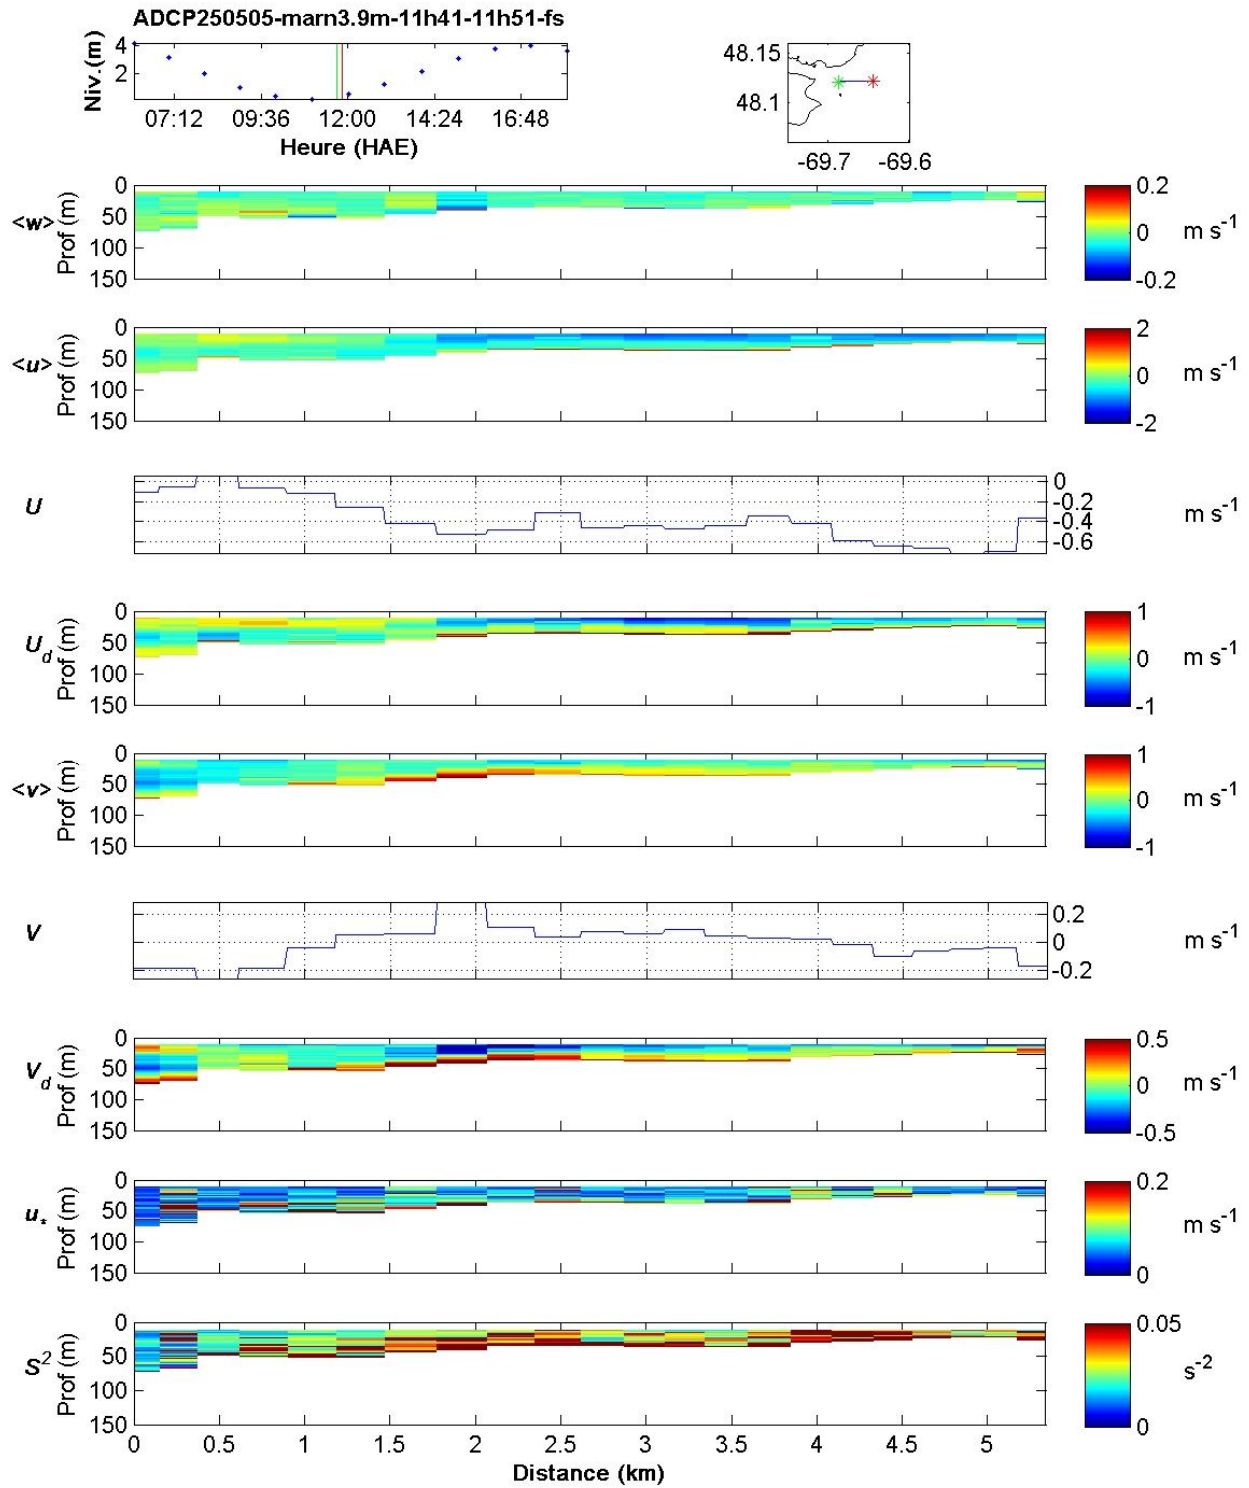 ADCP250505-marn3.9m-11h41-11h51-fs
Niv.(m)
4
2
07:12 09:36 12:00 14:24 16:48
Heure (HAE)
48.15
48.1
-69.7 -69.6
<w>
Prof (m)
0
50
100
150
0.2
0
-0.2
m s-1
<u>
Prof (m)
0
50
100
150
2
0
-2
m s-1
U
0
-0.2
-0.4
-0.6
m s-1
Ud
Prof (m)
0
50
100
150
1
0
-1
m s-1
<v>
Prof (m)
0
50
100
150
1
0
-1
m s-1
V
0.2
0
-0.2
m s-1
Vd
Prof (m)
0
50
100
150
0.5
0
-0.5
m s-1
u*
Prof (m)
0
50
100
150
0.2
0
m s-1
S2
Prof (m)
0
50
100
150
0.05
0
s-2
0 0.5 1 1.5 2 2.5 3 3.5 4 4.5 5
Distance (km)